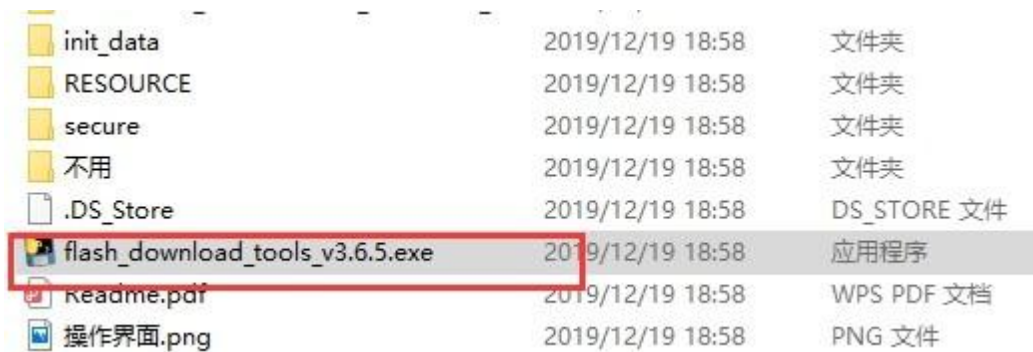 init_data 2019/12/19 18:58 文件夹
RESOURCE 2019/12/19 18:58 文件夹
secure 2019/12/19 18:58 文件夹
不用 2019/12/19 18:58 文件夹
.DS_Store 2019/12/19 18:58 DS_STORE 文件
flash_download_tools_v3.6.5.exe 2019/12/19 18:58 应用程序
Readme.pdf 2019/12/19 18:58 WPS PDF 文档
操作界面.png 2019/12/19 18:58 PNG 文件